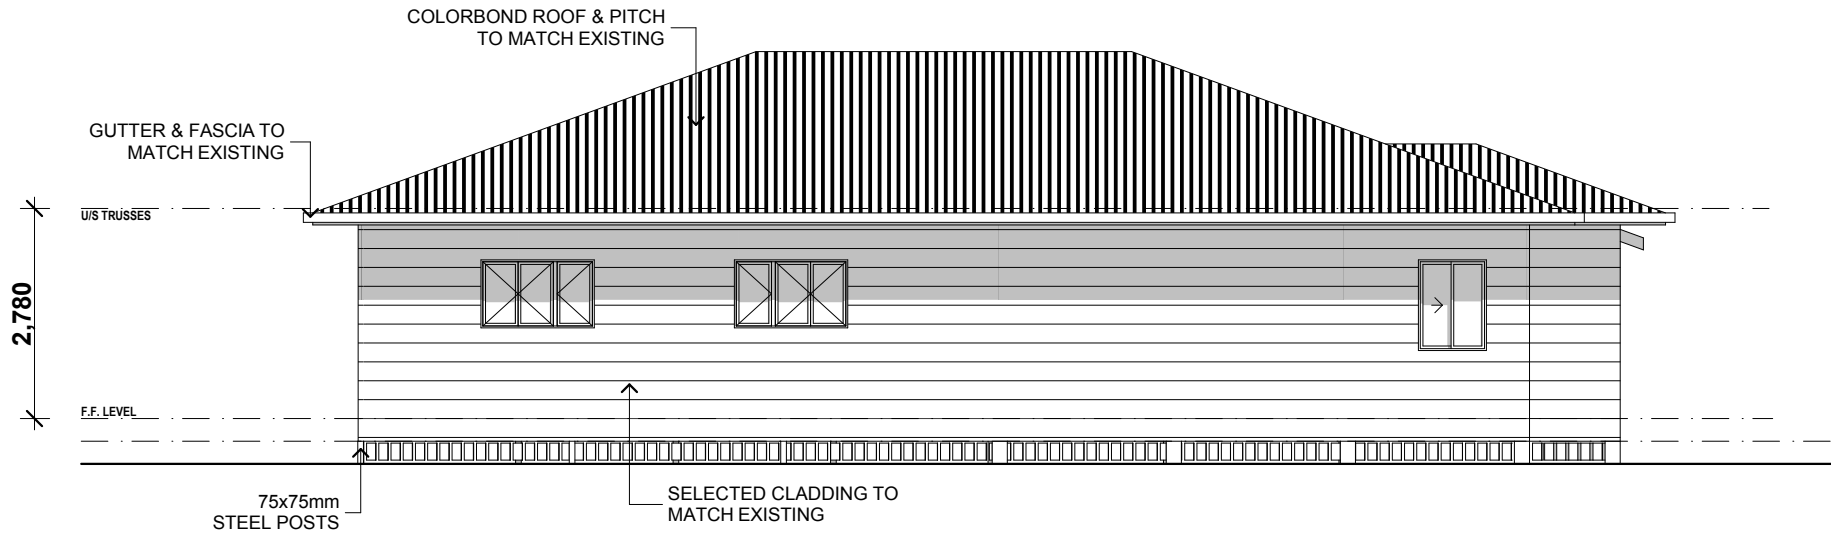 COLORBOND ROOF & PITCH
TO MATCH EXISTING
GUTTER & FASCIA TO
MATCH EXISTING
U/S TRUSSES
2,780
F.F. LEVEL
75x75mm
STEEL POSTS
SELECTED CLADDING TO
MATCH EXISTING